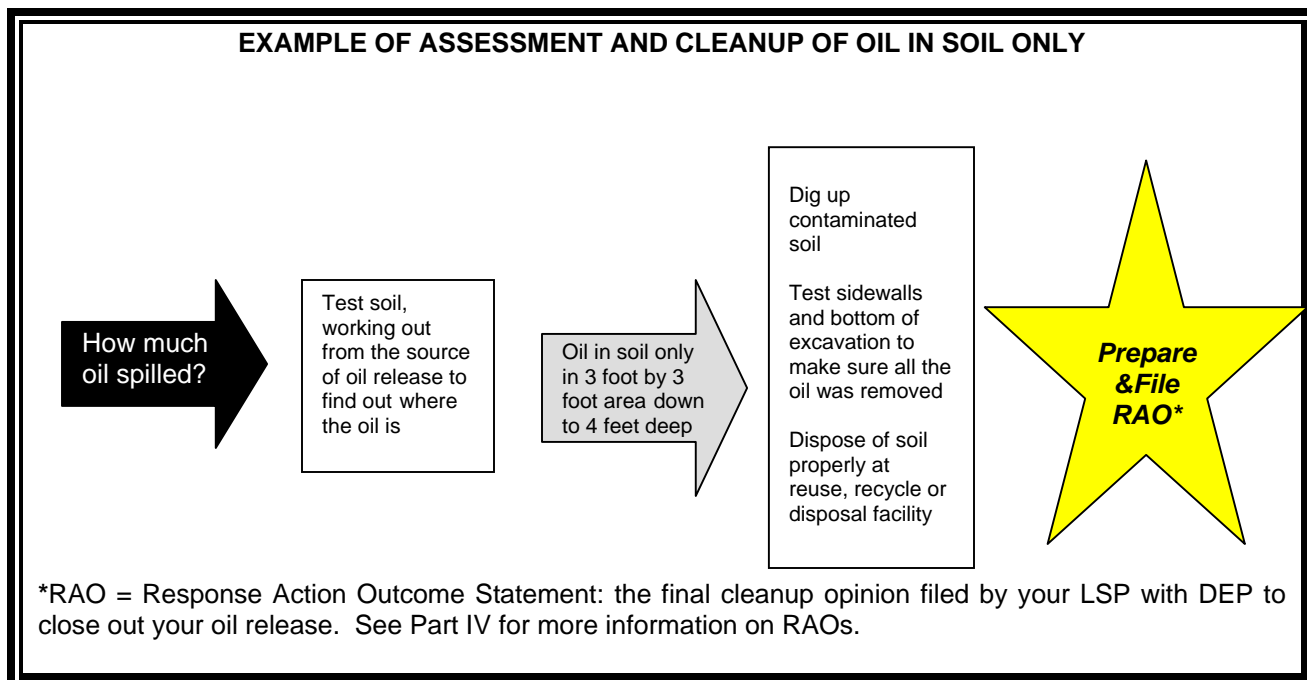 EXAMPLE OF ASSESSMENT AND CLEANUP OF OIL IN SOIL ONLY
How much
oil spilled?
Test soil,
working out
from the source
of oil release to
find out where
the oil is
Oil in soil only
in 3 foot by 3
foot area down
to 4 feet deep
Dig up
contaminated
soil
Test sidewalls
and bottom of
excavation to
make sure all the
oil was removed
Dispose of soil
properly at
reuse, recycle or
disposal facility
Prepare
&File
RAO*
*RAO = Response Action Outcome Statement: the final cleanup opinion filed by your LSP with DEP to
close out your oil release. See Part IV for more information on RAOs.